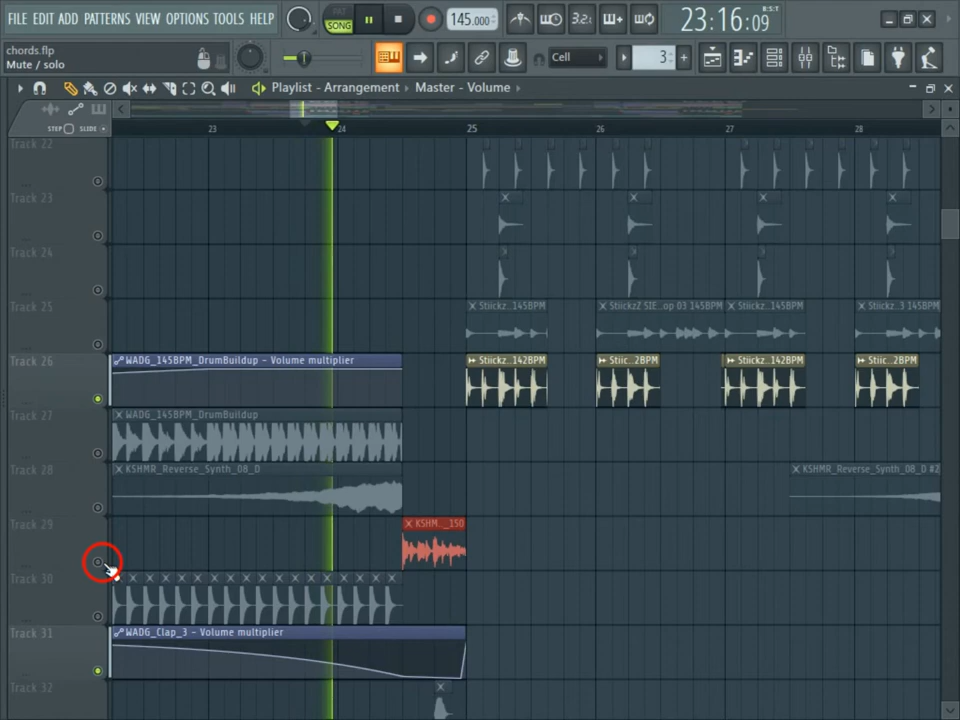 FILE EDIT ADD PATTERNS VIEW OPTIONS TOOLS HELP
PAT
SONG
145.000
3.2.
23:16:09
B:S:T
chords.flp
Mute / solo
Cell
3
Playlist - Arrangement
Master - Volume
STEP
SLIDE
23
24
25
26
27
28
Track 22
Track 23
Track 24
Track 25
Stiickz..145BPM
StiickzZ SIE..op 03 145BPM
Stiickz..145BPM
Stiickz..3 145BPM
Track 26
WADG_145BPM_DrumBuildup - Volume multiplier
Stiickz..142BPM
Stiic..2BPM
Stiickz..142BPM
Stiic..2BPM
Track 27
WADG_145BPM_DrumBuildup
Track 28
KSHMR_Reverse_Synth_08_D
KSHMR_Reverse_Synth_08_D #2
Track 29
KSHM.._150
Track 30
Track 31
WADG_Clap_3 - Volume multiplier
Track 32